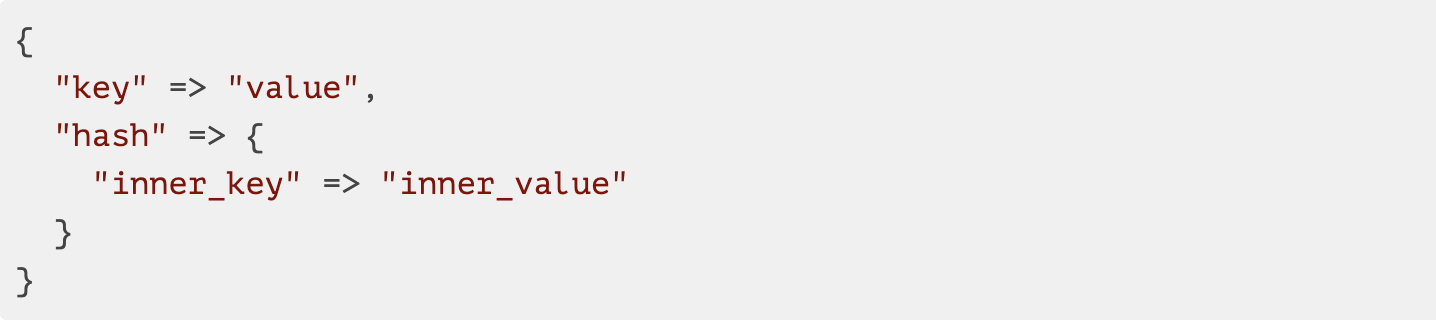 {
  "key" => "value",
  "hash" => {
    "inner_key" => "inner_value"
  }
}